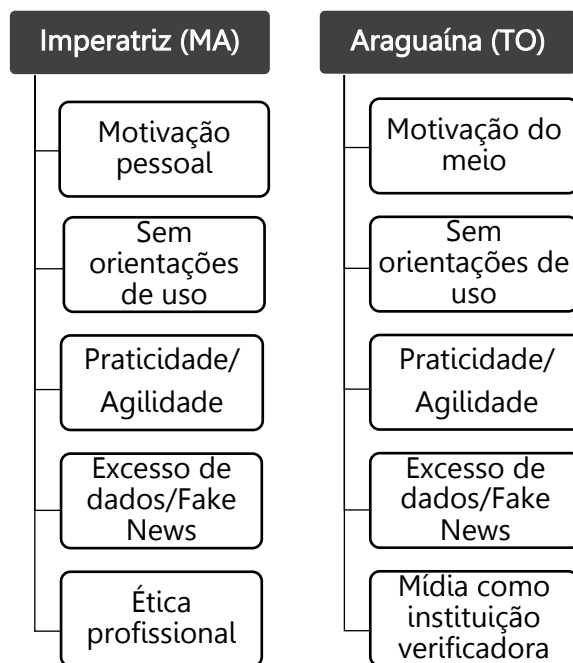 Imperatriz (MA)
Motivação
pessoal
Sem
orientações
de uso
Praticidade/
Agilidade
Excesso de
dados/Fake
News
Ética
profissional
Araguaína (TO)
Motivação do
meio
Sem
orientações de
uso
Praticidade/
Agilidade
Excesso de
dados/Fake
News
Mídia como
instituição
verificadora